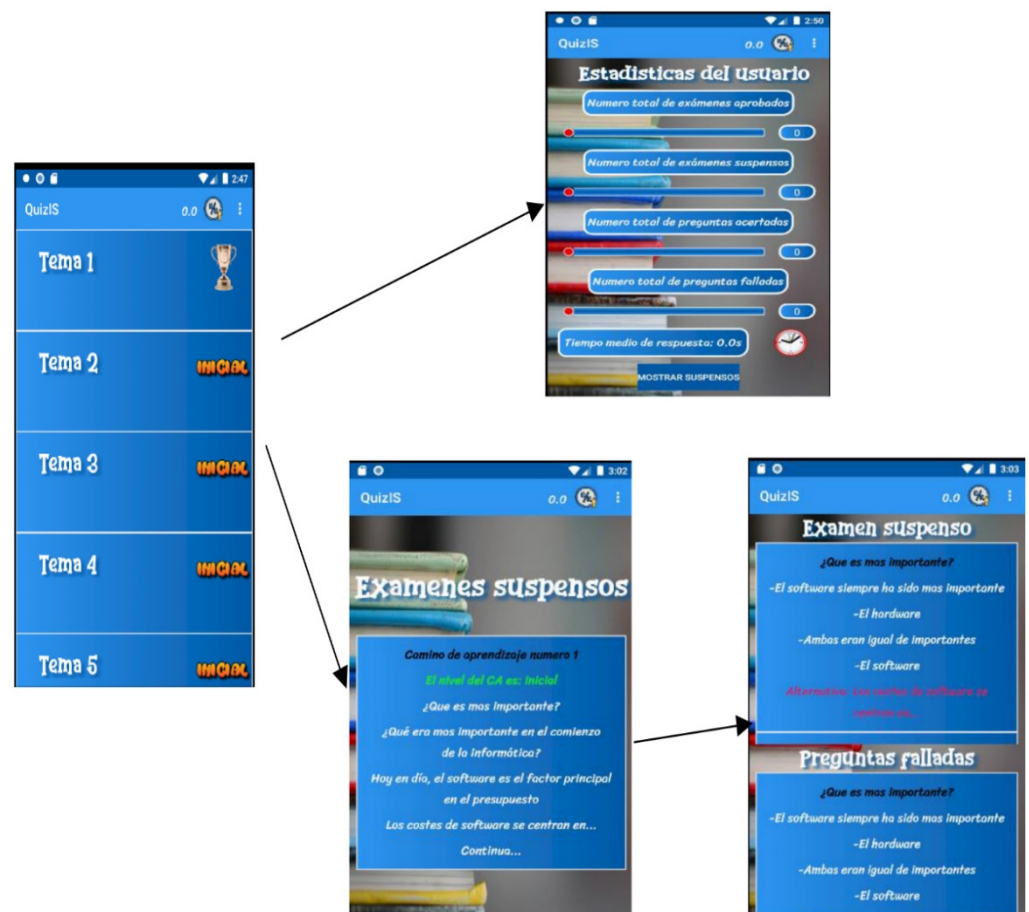 2:47
QuizIS
0.0
Tema 1
Tema 2
INICIAL
Tema 3
INICIAL
Tema 4
INICIAL
Tema 5
INICIAL
2:50
QuizIS
0.0
Estadisticas del usuario
Numero total de exámenes aprobados
0
Numero total de exámenes suspensos
0
Numero total de preguntas acertadas
0
Numero total de preguntas falladas
0
Tiempo medio de respuesta: 0.0s
MOSTRAR SUSPENSOS
3:02
QuizIS
0.0
Examenes suspensos
Camino de aprendizaje numero 1
El nivel del CA es: Inicial
¿Que es mas importante?
¿Qué era mas importante en el comienzo
de la informática?
Hoy en día, el software es el factor principal
en el presupuesto
Los costes de software se centran en...
Continua...
3:03
QuizIS
0.0
Examen suspenso
¿Que es mas importante?
-El software siempre ha sido mas importante
-El hardware
-Ambas eran igual de importantes
-El software
Alternativa: Los costes de software se
centran en...
Preguntas falladas
¿Que es mas importante?
-El software siempre ha sido mas importante
-El hardware
-Ambas eran igual de importantes
-El software